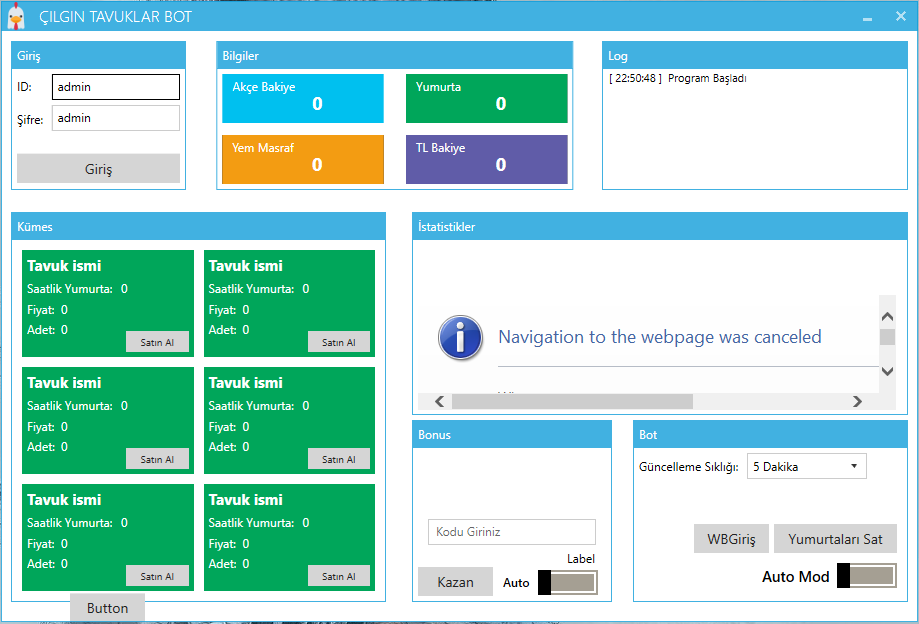 ÇILGIN TAVUKLAR BOT
Giriş
ID: admin
Şifre: admin
Giriş
Bilgiler
Akçe Bakiye
0
Yumurta
0
Yem Masraf
0
TL Bakiye
0
Log
[ 22:50:48 ] Program Başladı
Kümes
Tavuk ismi
Saatlik Yumurta: 0
Fiyat: 0
Adet: 0
Satın Al
Tavuk ismi
Saatlik Yumurta: 0
Fiyat: 0
Adet: 0
Satın Al
Tavuk ismi
Saatlik Yumurta: 0
Fiyat: 0
Adet: 0
Satın Al
Tavuk ismi
Saatlik Yumurta: 0
Fiyat: 0
Adet: 0
Satın Al
Tavuk ismi
Saatlik Yumurta: 0
Fiyat: 0
Adet: 0
Satın Al
Tavuk ismi
Saatlik Yumurta: 0
Fiyat: 0
Adet: 0
Satın Al
Button
İstatistikler
Navigation to the webpage was canceled
Bonus
Kodu Giriniz
Label
Kazan
Auto
Bot
Güncelleme Sıklığı: 5 Dakika
WBGiriş
Yumurtaları Sat
Auto Mod